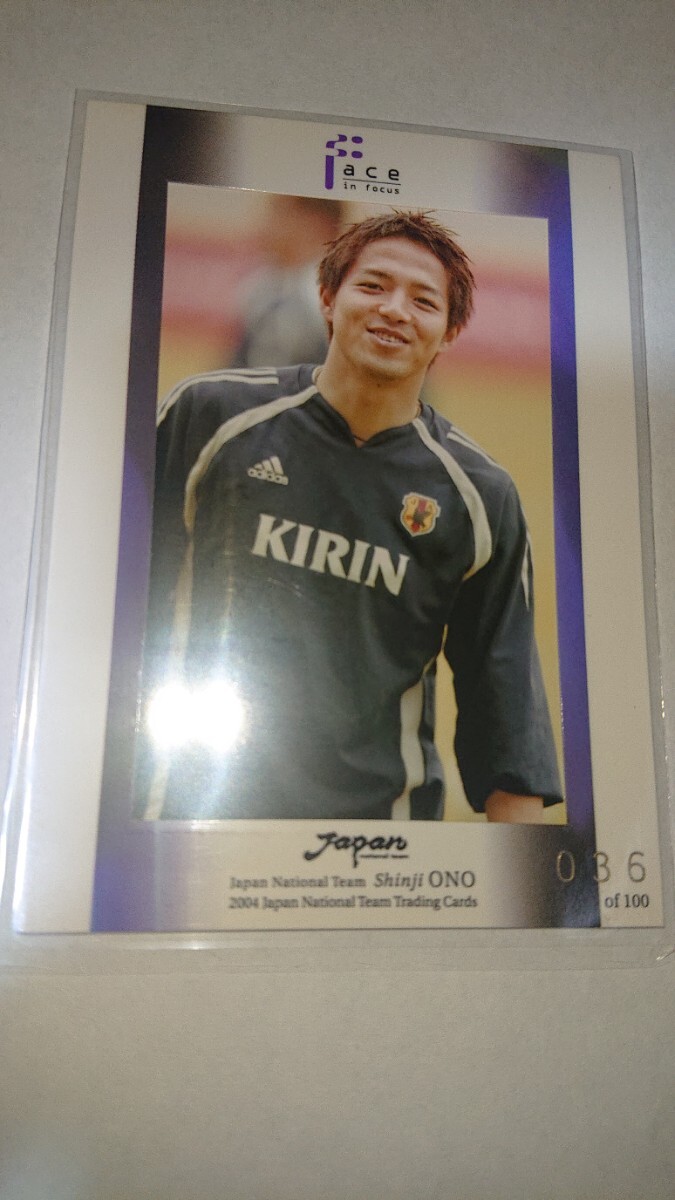 face
in focus
adidas
KIRIN
Japan
national team
Japan National Team Shinji ONO
2004 Japan National Team Trading Cards
036
of 100